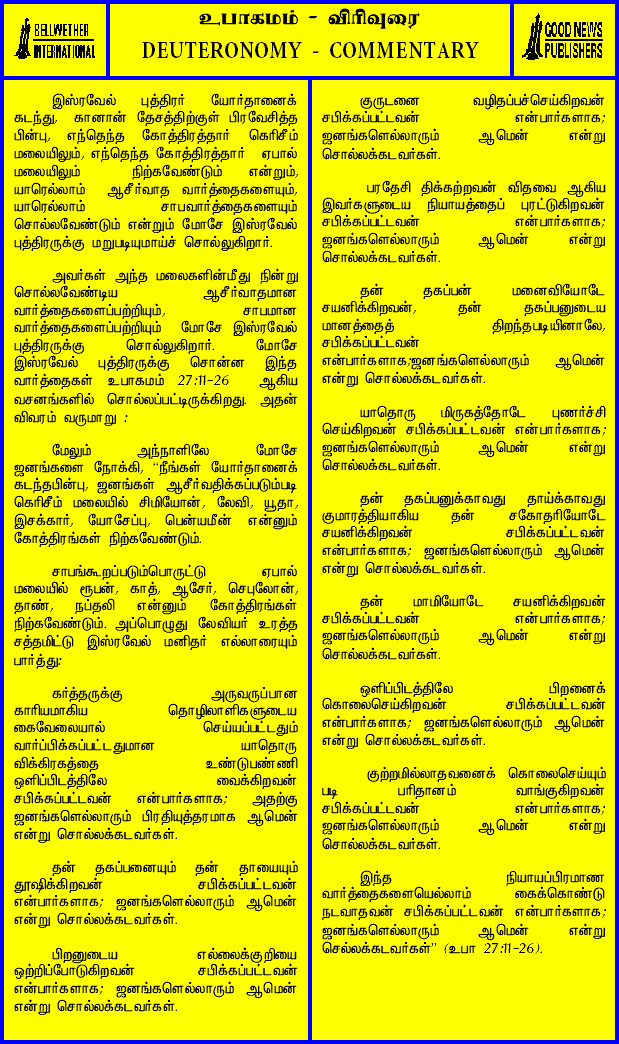 BELLWETHER
INTERNATIONAL
உபாகமம் - விரிவுரை
DEUTERONOMY - COMMENTARY
GOOD NEWS
PUBLISHERS
இஸ்ரவேல் புத்திரர் யோர்தானைக்
கடந்து, கானான் தேசத்திற்குள் பிரவேசித்த
பின்பு, எந்தெந்த கோத்திரத்தார் கெரிசீம்
மலையிலும், எந்தெந்த கோத்திரத்தார் ஏபால்
மலையிலும் நிற்கவேண்டும் என்றும்,
யாரெல்லாம் ஆசீர்வாத வார்த்தைகளையும்,
யாரெல்லாம் சாபவார்த்தைகளையும்
சொல்லவேண்டும் என்றும் மோசே இஸ்ரவேல்
புத்திரருக்கு மறுபடியுமாய்ச் சொல்லுகிறார்.
அவர்கள் அந்த மலைகளின்மீது நின்று
சொல்லவேண்டிய ஆசீர்வாதமான
வார்த்தைகளைப்பற்றியும், சாபமான
வார்த்தைகளைப்பற்றியும் மோசே இஸ்ரவேல்
புத்திரருக்கு சொல்லுகிறார். மோசே
இஸ்ரவேல் புத்திரருக்கு சொன்ன இந்த
வார்த்தைகள் உபாகமம் 27:11-26 ஆகிய
வசனங்களில் சொல்லப்பட்டிருக்கிறது. அதன்
விவரம் வருமாறு :
மேலும் அந்நாளிலே மோசே
ஜனங்களை நோக்கி, "நீங்கள் யோர்தானைக்
கடந்தபின்பு, ஜனங்கள் ஆசீர்வதிக்கப்படும்படி
கெரிசீம் மலையில் சிமியோன், லேவி, யூதா,
இசக்கார், யோசேப்பு, பென்யமீன் என்னும்
கோத்திரங்கள் நிற்கவேண்டும்.
சாபங்கூறப்படும்பொருட்டு ஏபால்
மலையில் ரூபன், காத், ஆசேர், செபுலோன்,
தாண், நப்தலி என்னும் கோத்திரங்கள்
நிற்கவேண்டும். அப்பொழுது லேவியர் உரத்த
சத்தமிட்டு இஸ்ரவேல் மனிதர் எல்லாரையும்
பார்த்து:
கர்த்தருக்கு அருவருப்பான
காரியமாகிய தொழிலாளிகளுடைய
கைவேலையால் செய்யப்பட்டதும்
வார்ப்பிக்கப்பட்டதுமான யாதொரு
விக்கிரகத்தை உண்டுபண்ணி
ஒளிப்பிடத்திலே வைக்கிறவன்
சபிக்கப்பட்டவன் என்பார்களாக; அதற்கு
ஜனங்களெல்லாரும் பிரதியுத்தரமாக ஆமென்
என்று சொல்லக்கடவர்கள்.
தன் தகப்பனையும் தன் தாயையும்
தூஷிக்கிறவன் சபிக்கப்பட்டவன்
என்பார்களாக; ஜனங்களெல்லாரும் ஆமென்
என்று சொல்லக்கடவர்கள்.
பிறனுடைய எல்லைக்குறியை
ஒற்றிப்போடுகிறவன் சபிக்கப்பட்டவன்
என்பார்களாக; ஜனங்களெல்லாரும் ஆமென்
என்று சொல்லக்கடவர்கள்.
குருடனை வழிதப்பச்செய்கிறவன்
சபிக்கப்பட்டவன் என்பார்களாக;
ஜனங்களெல்லாரும் ஆமென் என்று
சொல்லக்கடவர்கள்.
பரதேசி திக்கற்றவன் விதவை ஆகிய
இவர்களுடைய நியாயத்தைப் புரட்டுகிறவன்
சபிக்கப்பட்டவன் என்பார்களாக;
ஜனங்களெல்லாரும் ஆமென் என்று
சொல்லக்கடவர்கள்.
தன் தகப்பன் மனைவியோடே
சயனிக்கிறவன், தன் தகப்பனுடைய
மானத்தைத் திறந்தபடியினாலே,
சபிக்கப்பட்டவன்
என்பார்களாக;ஜனங்களெல்லாரும் ஆமென்
என்று சொல்லக்கடவர்கள்.
யாதொரு மிருகத்தோடே புணர்ச்சி
செய்கிறவன் சபிக்கப்பட்டவன் என்பார்களாக;
ஜனங்களெல்லாரும் ஆமென் என்று
சொல்லக்கடவர்கள்.
தன் தகப்பனுக்காவது தாய்க்காவது
குமாரத்தியாகிய தன் சகோதரியோடே
சயனிக்கிறவன் சபிக்கப்பட்டவன்
என்பார்களாக; ஜனங்களெல்லாரும் ஆமென்
என்று சொல்லக்கடவர்கள்.
தன் மாமியோடே சயனிக்கிறவன்
சபிக்கப்பட்டவன் என்பார்களாக;
ஜனங்களெல்லாரும் ஆமென் என்று
சொல்லக்கடவர்கள்.
ஒளிப்பிடத்திலே பிறனைக்
கொலைசெய்கிறவன் சபிக்கப்பட்டவன்
என்பார்களாக; ஜனங்களெல்லாரும் ஆமென்
என்று சொல்லக்கடவர்கள்.
குற்றமில்லாதவனைக் கொலைசெய்யும்
படி பரிதானம் வாங்குகிறவன்
சபிக்கப்பட்டவன் என்பார்களாக;
ஜனங்களெல்லாரும் ஆமென் என்று
சொல்லக்கடவர்கள்.
இந்த நியாயப்பிரமாண
வார்த்தைகளையெல்லாம் கைக்கொண்டு
நடவாதவன் சபிக்கப்பட்டவன் என்பார்களாக;
ஜனங்களெல்லாரும் ஆமென் என்று
செல்லக்கடவர்கள்" (உபா 27:11-26).